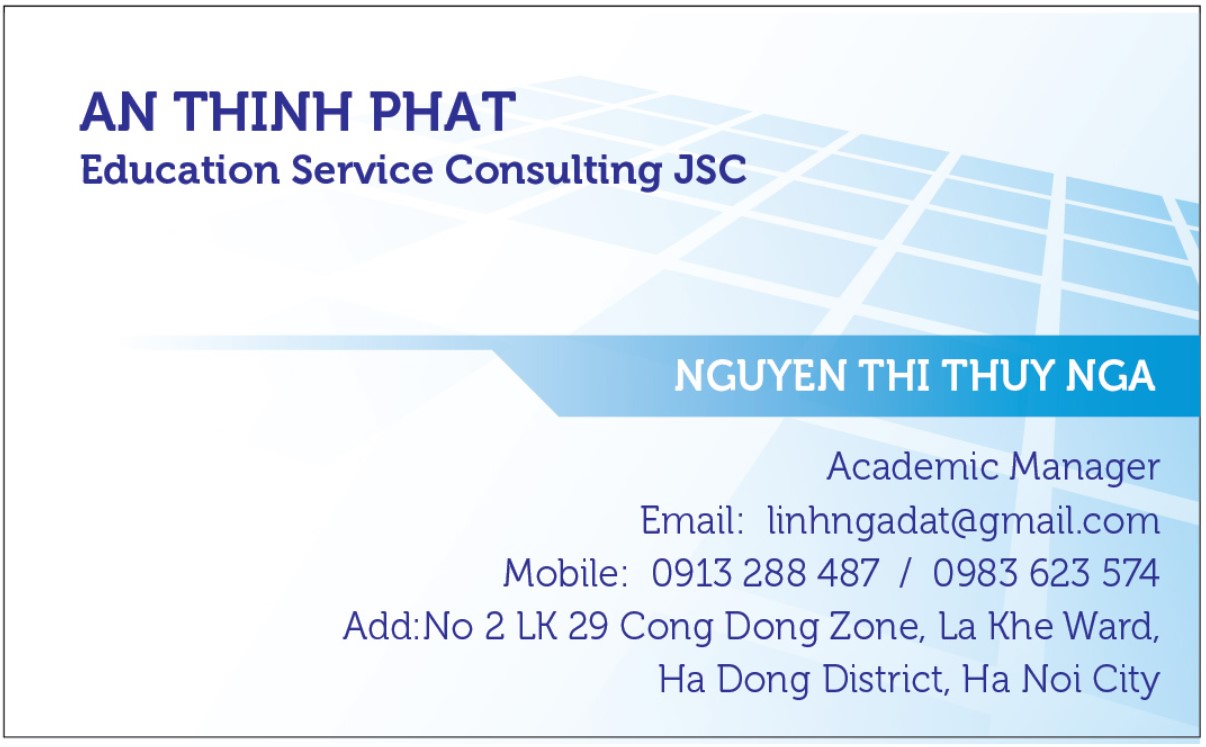 AN THINH PHAT
Education Service Consulting JSC
NGUYEN THI THUY NGA
Academic Manager
Email: linhngadat@gmail.com
Mobile: 0913 288 487 / 0983 623 574
Add:No 2 LK 29 Cong Dong Zone, La Khe Ward,
Ha Dong District, Ha Noi City